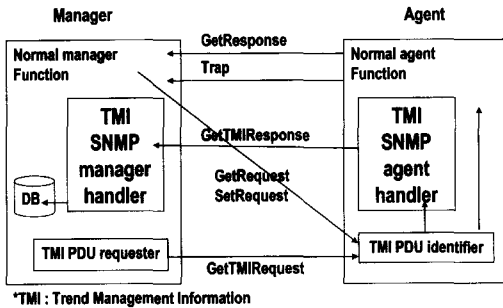 Manager
Agent
GetResponse
Normal manager
Function
Normal agent
Function
Trap
TMI
SNMP
manager
handler
TMI
SNMP
agent
handler
GetTMIResponse
GetRequest
SetRequest
DB
TMI PDU requester
TMI PDU identifier
GetTMIRequest
*TMI : Trend Management Information